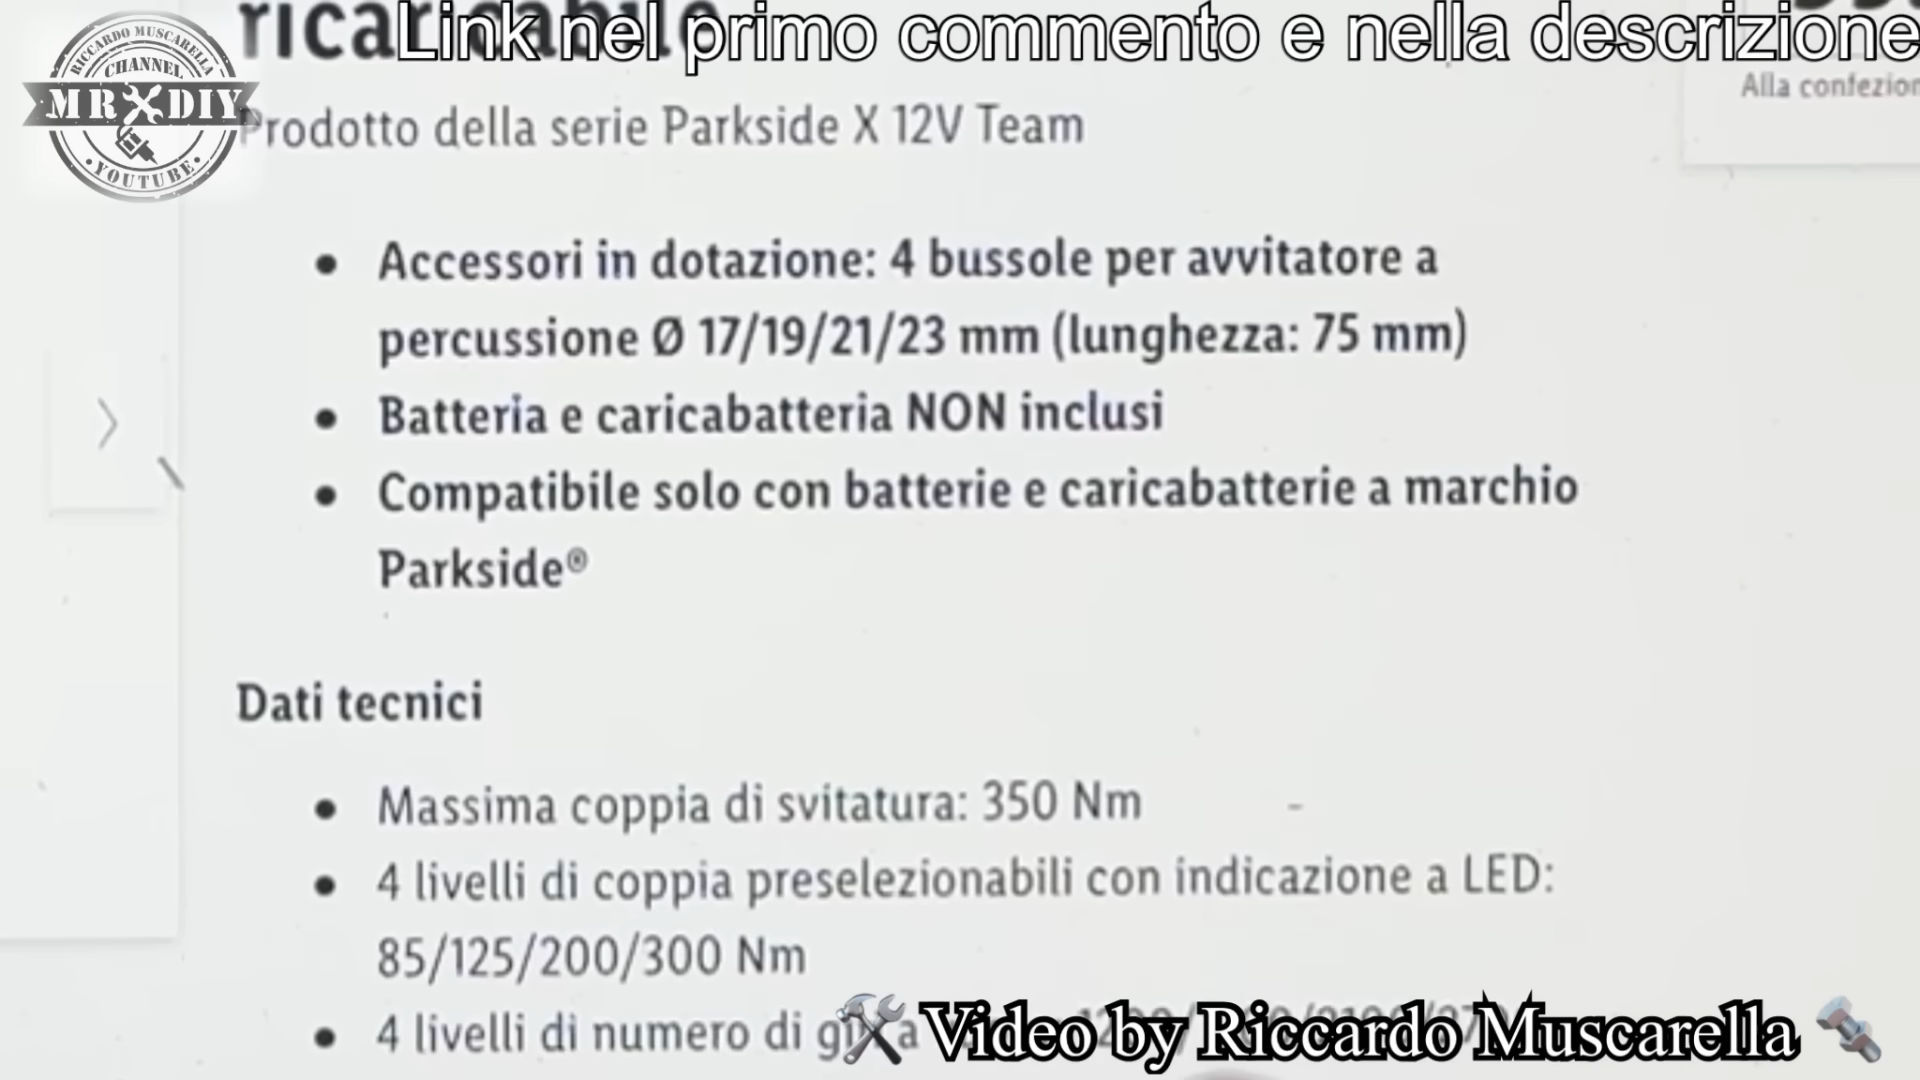 ricaricabile
Link nel primo commento e nella descrizione
RICCARDO MUSCARELLA
CHANNEL
MR DIY
YOUTUBE
Alla confezion
Prodotto della serie Parkside X 12V Team
• Accessori in dotazione: 4 bussole per avvitatore a
percussione Ø 17/19/21/23 mm (lunghezza: 75 mm)
• Batteria e caricabatteria NON inclusi
• Compatibile solo con batterie e caricabatterie a marchio
Parkside®
Dati tecnici
• Massima coppia di svitatura: 350 Nm
• 4 livelli di coppia preselezionabili con indicazione a LED:
85/125/200/300 Nm
• 4 livelli di numero di giri a
Video by Riccardo Muscarella